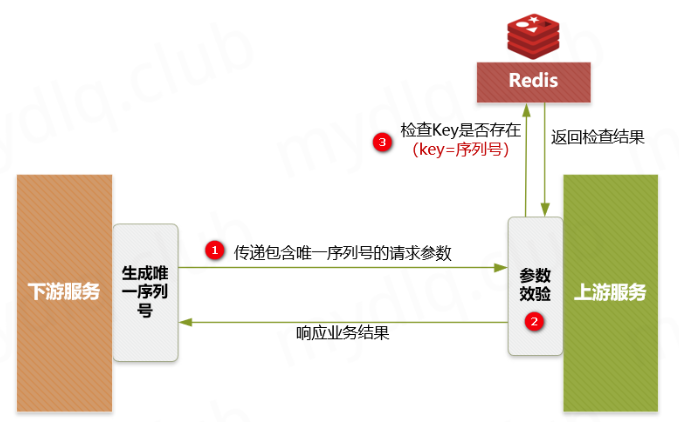 mydlq.club
mydlq.club
Redis
3
检查Key是否存在
（key=序列号）
返回检查结果
1
传递包含唯一序列号的请求参数
下游服务
生成唯
一序列
号
参数
效验
2
上游服务
响应业务结果